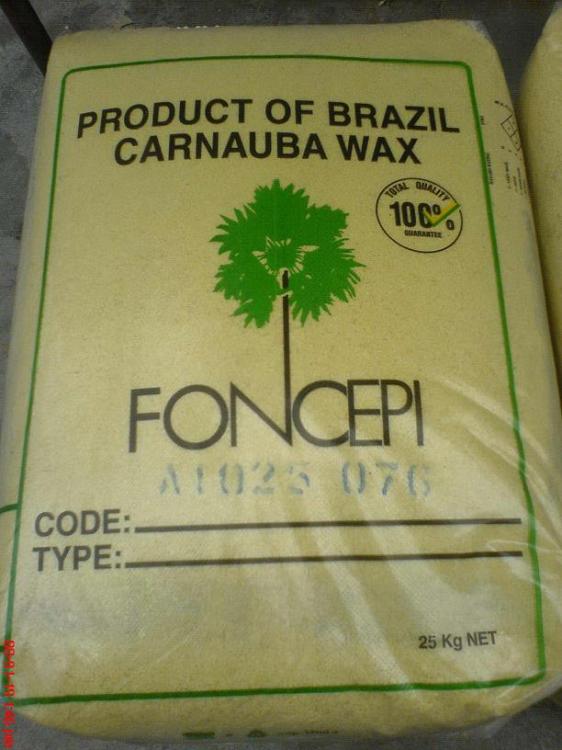 PRODUCT OF BRAZIL
CARNAUBA WAX
TOTAL QUALITY
100%
GUARANTEE
FONCEPI
A1025 076
CODE:
TYPE:
25 Kg NET